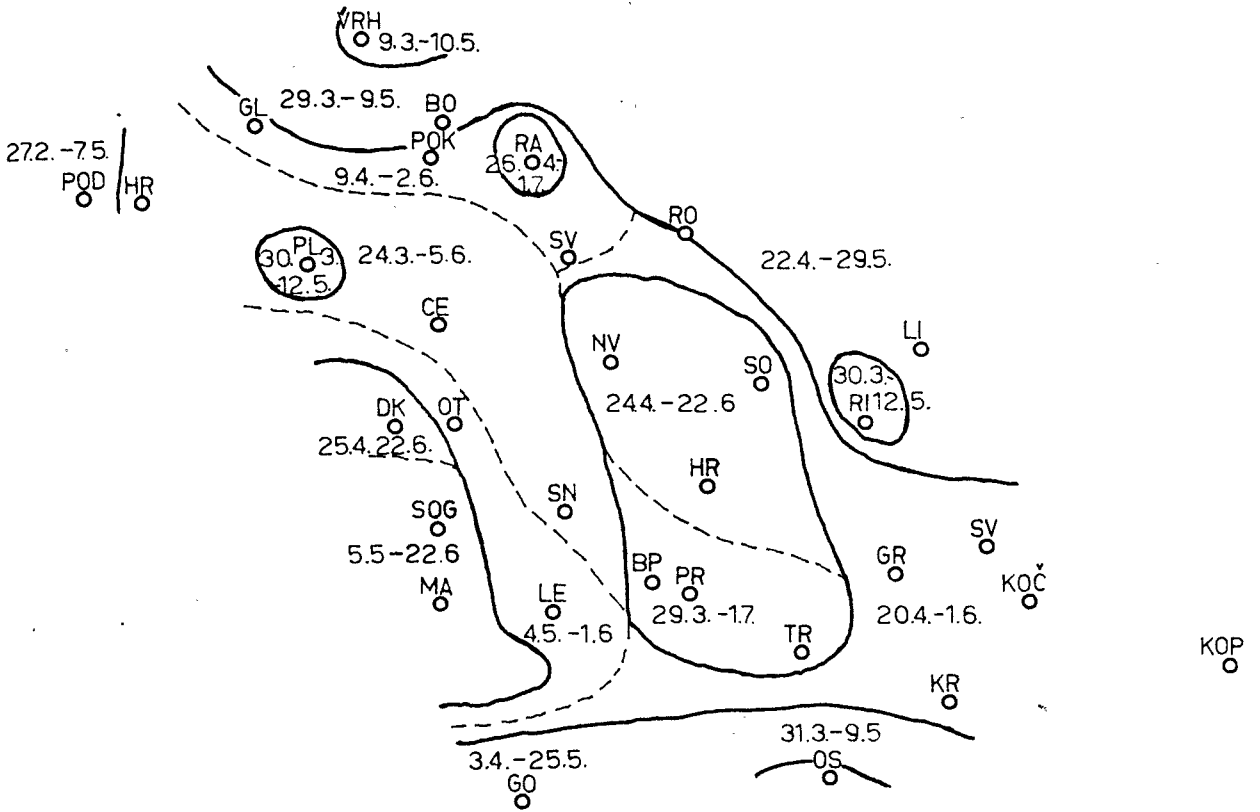 VRH
9.3.-10.5.
GL
29.3.-9.5.
BO
POK
RA
26. 4.-
1.7.
27.2.-7.5.
POD
HR
9.4.-2.6.
RO
SV
PL
30. 3.
-12.5.
24.3.-5.6.
22.4.-29.5.
CE
LI
NV
SO
30.3.-
RI 12.5.
24.4.-22.6
DK
OT
25.4.22.6.
HR
SN
SOG
5.5-22.6
SV
GR
KOČ
BP
PR
MA
LE
29.3.-1.7.
20.4.-1.6.
4.5.-1.6
TR
KOP
KR
31.3.-9.5
3.4.-25.5.
OS
GO